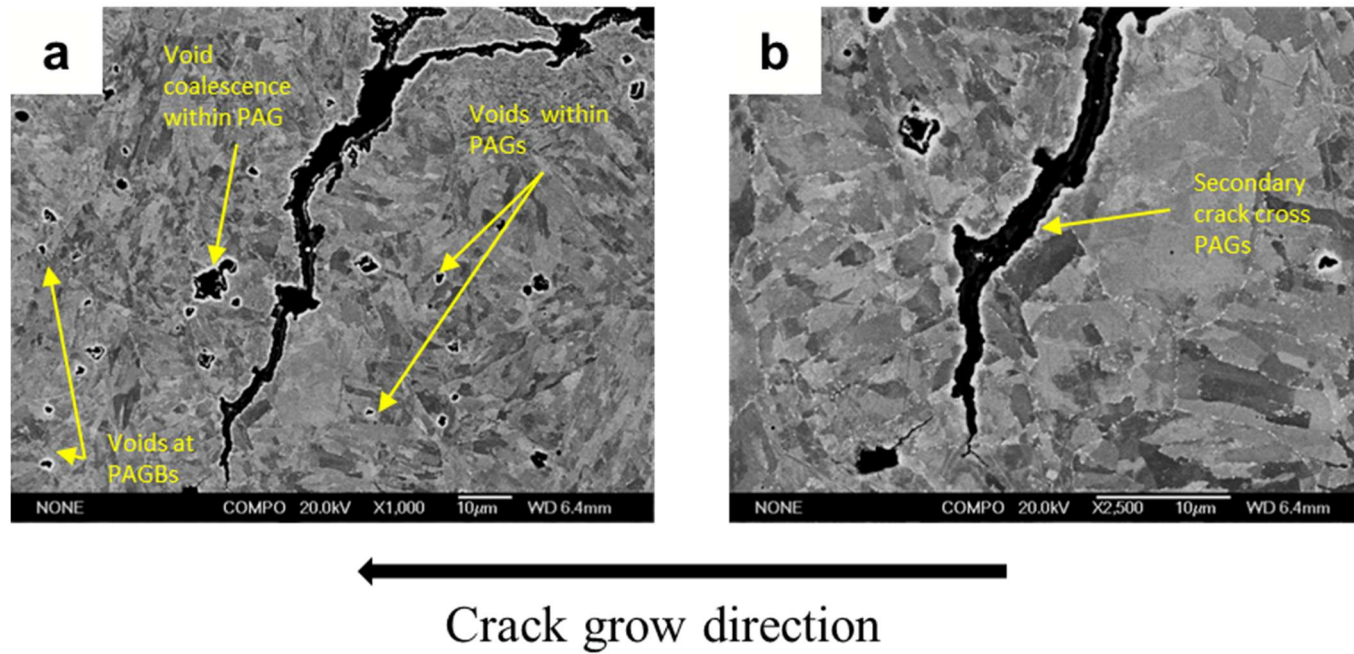 a
Void
coalescence
within PAG
Voids within
PAGs
Voids at
PAGBs
NONE COMPO 20.0kV X1,000 10μm WD 6.4mm
b
Secondary
crack cross
PAGs
NONE COMPO 20.0kV X2,500 10μm WD 6.4mm
Crack grow direction